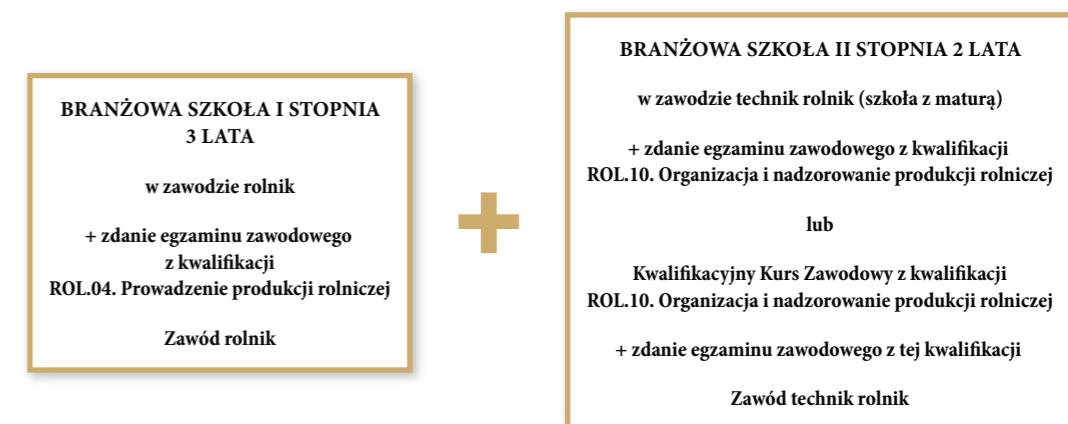 BRANŻOWA SZKOŁA I STOPNIA
3 LATA
w zawodzie rolnik
+ zdanie egzaminu zawodowego
z kwalifikacji
ROL.04. Prowadzenie produkcji rolniczej
Zawód rolnik
+
BRANŻOWA SZKOŁA II STOPNIA 2 LATA
w zawodzie technik rolnik (szkoła z maturą)
+ zdanie egzaminu zawodowego z kwalifikacji
ROL.10. Organizacja i nadzorowanie produkcji rolniczej
lub
Kwalifikacyjny Kurs Zawodowy z kwalifikacji
ROL.10. Organizacja i nadzorowanie produkcji rolniczej
+ zdanie egzaminu zawodowego z tej kwalifikacji
Zawód technik rolnik